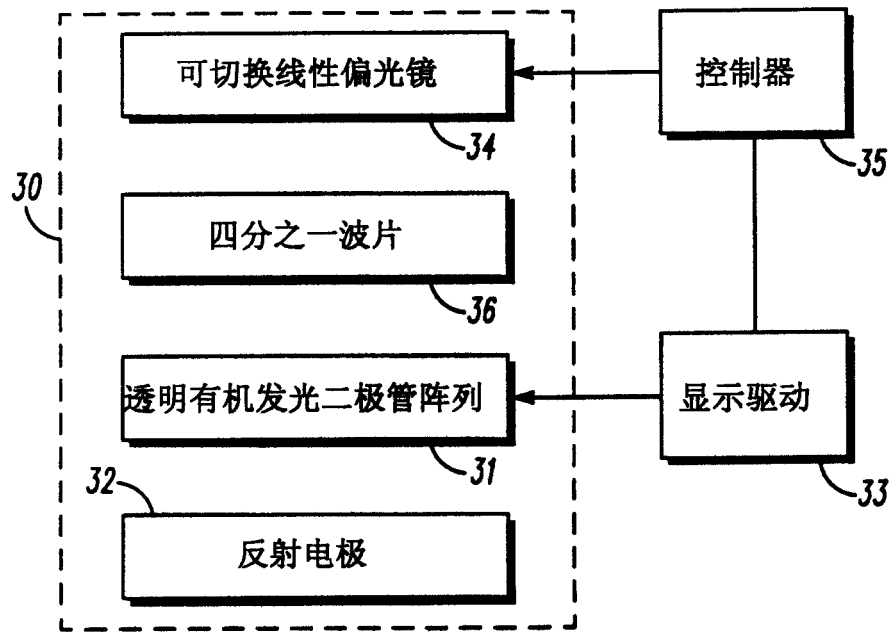 可切换线性偏光镜
控制器
34
35
30
四分之一波片
36
透明有机发光二极管阵列
显示驱动
31
32
33
反射电极